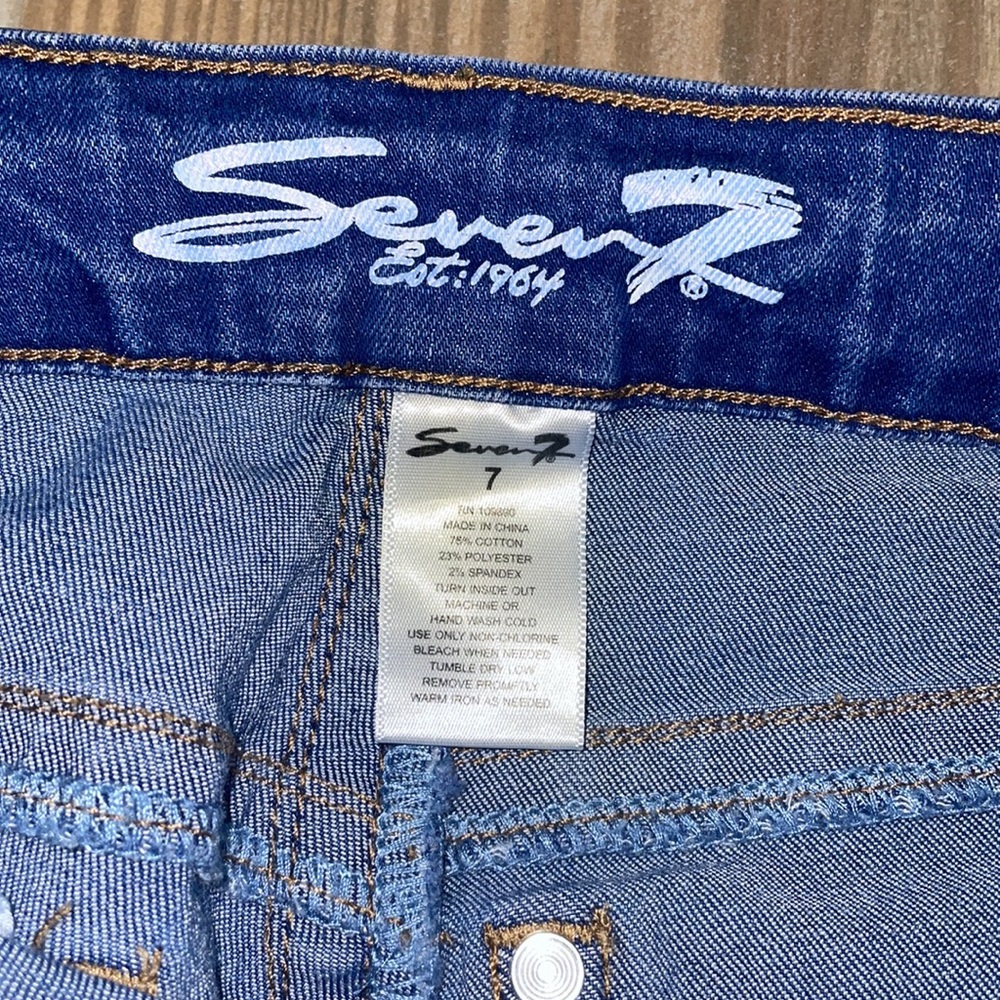 Seven7®
Est: 1964
Seven7®
7
RN 109890
MADE IN CHINA
75% COTTON
23% POLYESTER
2% SPANDEX
TURN INSIDE OUT
MACHINE OR
HAND WASH COLD
USE ONLY NON-CHLORINE
BLEACH WHEN NEEDED
TUMBLE DRY LOW
REMOVE PROMPTLY
WARM IRON AS NEEDED